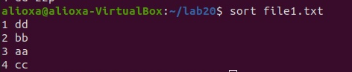 alioxa@alioxa-VirtualBox:~/lab20$ sort file1.txt
1 dd
2 bb
3 aa
4 cc